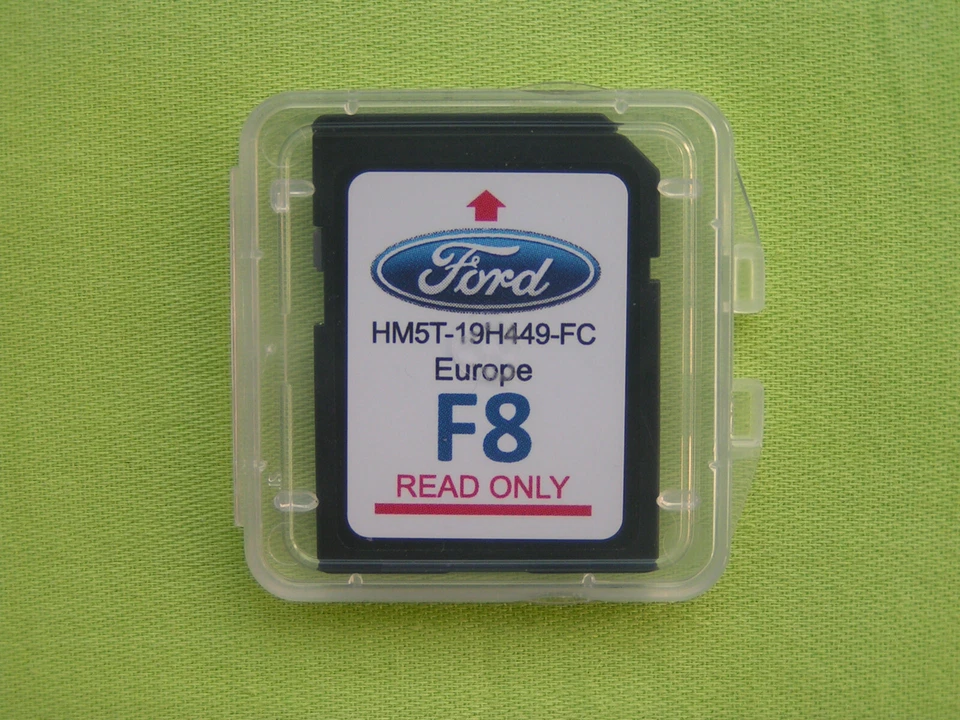 Ford
HM5T-19H449-FC
Europe
F8
READ ONLY